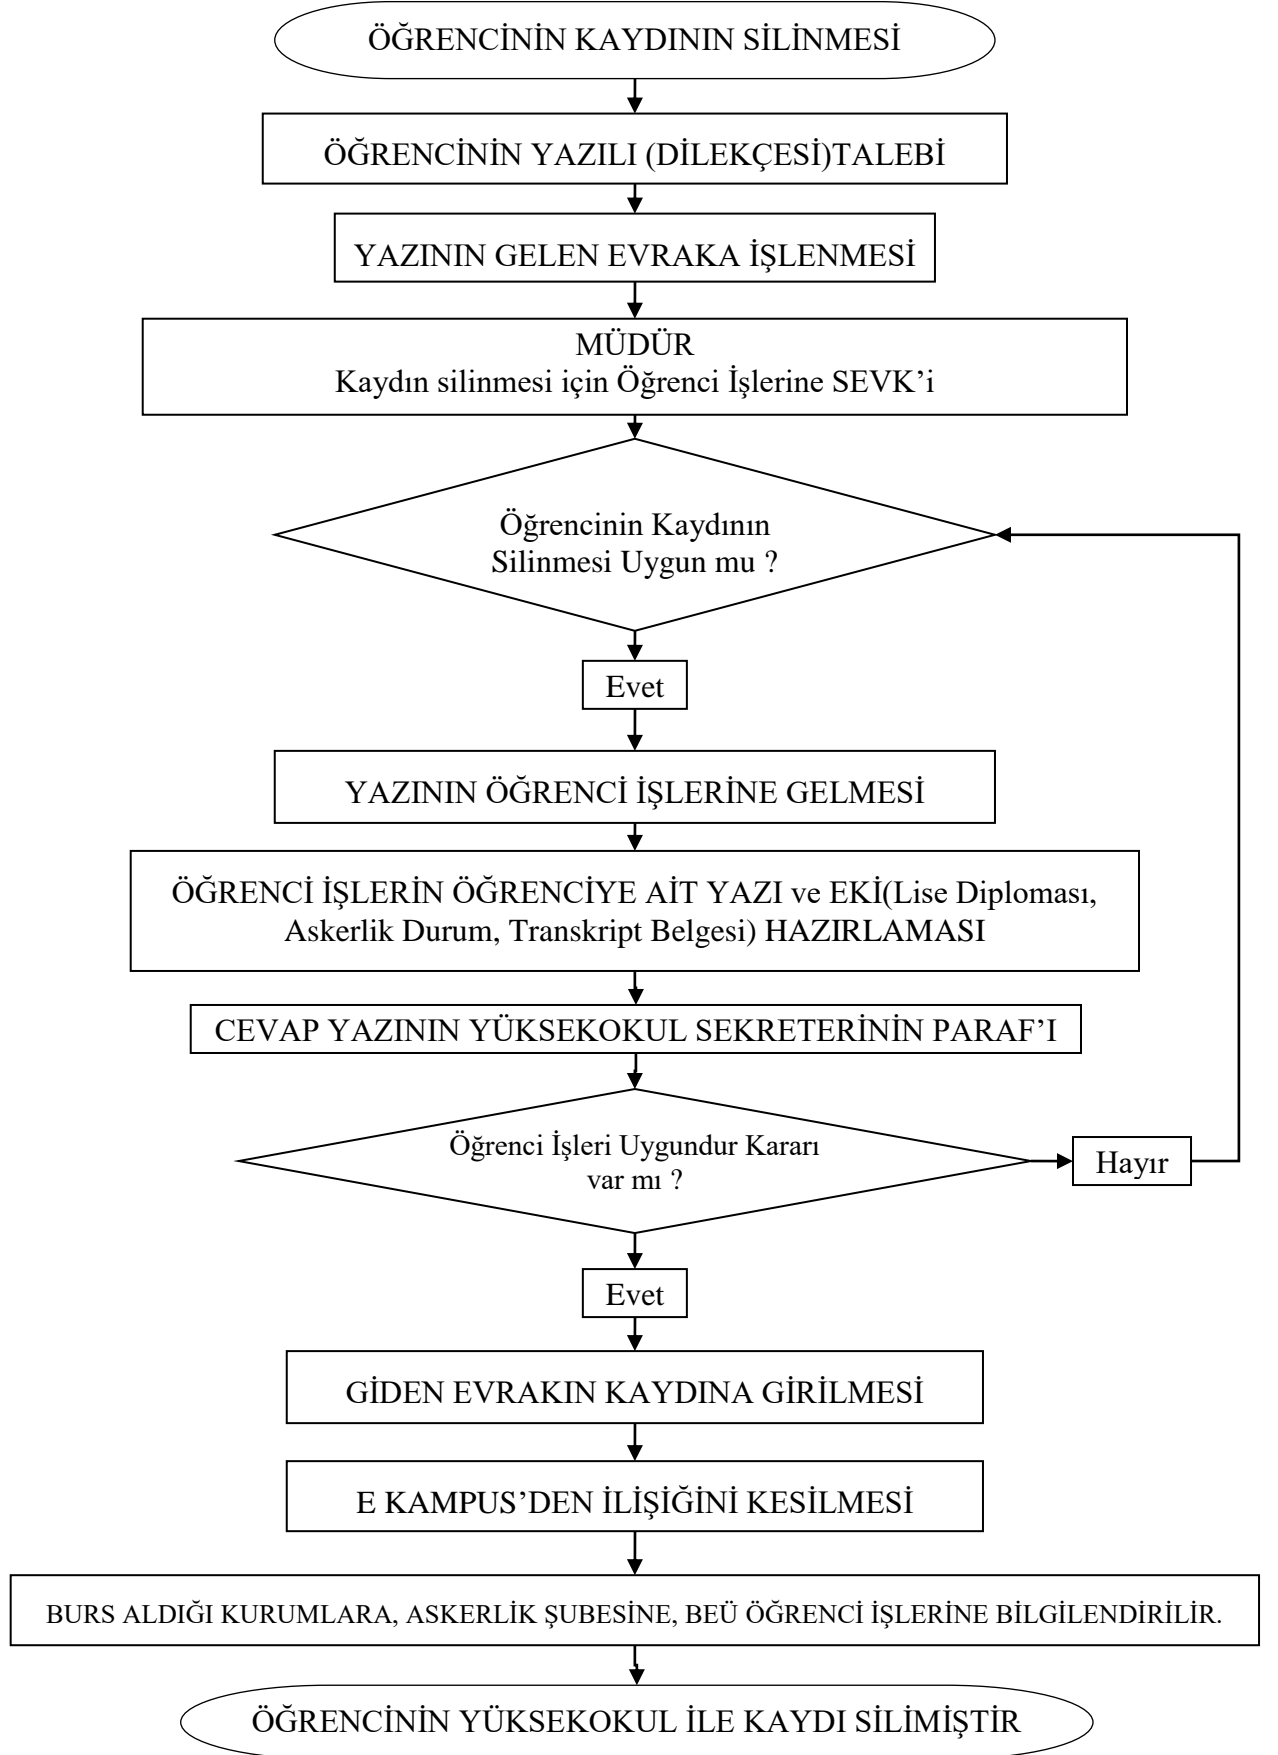 ÖĞRENCİNİN KAYDININ SİLİNMESİ
ÖĞRENCİNİN YAZILI (DİLEKÇESİ)TALEBİ
YAZININ GELEN EVRAKA İŞLENMESİ
MÜDÜR
Kaydın silinmesi için Öğrenci İşlerine SEVK’i
Öğrencinin Kaydının
Silinmesi Uygun mu ?
Evet
YAZININ ÖĞRENCİ İŞLERİNE GELMESİ
ÖĞRENCİ İŞLERİN ÖĞRENCİYE AİT YAZI ve EKİ(Lise Diploması,
Askerlik Durum, Transkript Belgesi) HAZIRLAMASI
CEVAP YAZININ YÜKSEKOKUL SEKRETERİNİN PARAF’I
Öğrenci İşleri Uygundur Kararı
var mı ?
Hayır
Evet
GİDEN EVRAKIN KAYDINA GİRİLMESİ
E KAMPUS’DEN İLİŞİĞİNİ KESİLMESİ
BURS ALDIĞI KURUMLARA, ASKERLİK ŞUBESİNE, BEÜ ÖĞRENCİ İŞLERİNE BİLGİLENDİRİLİR.
ÖĞRENCİNİN YÜKSEKOKUL İLE KAYDI SİLİMİŞTİR